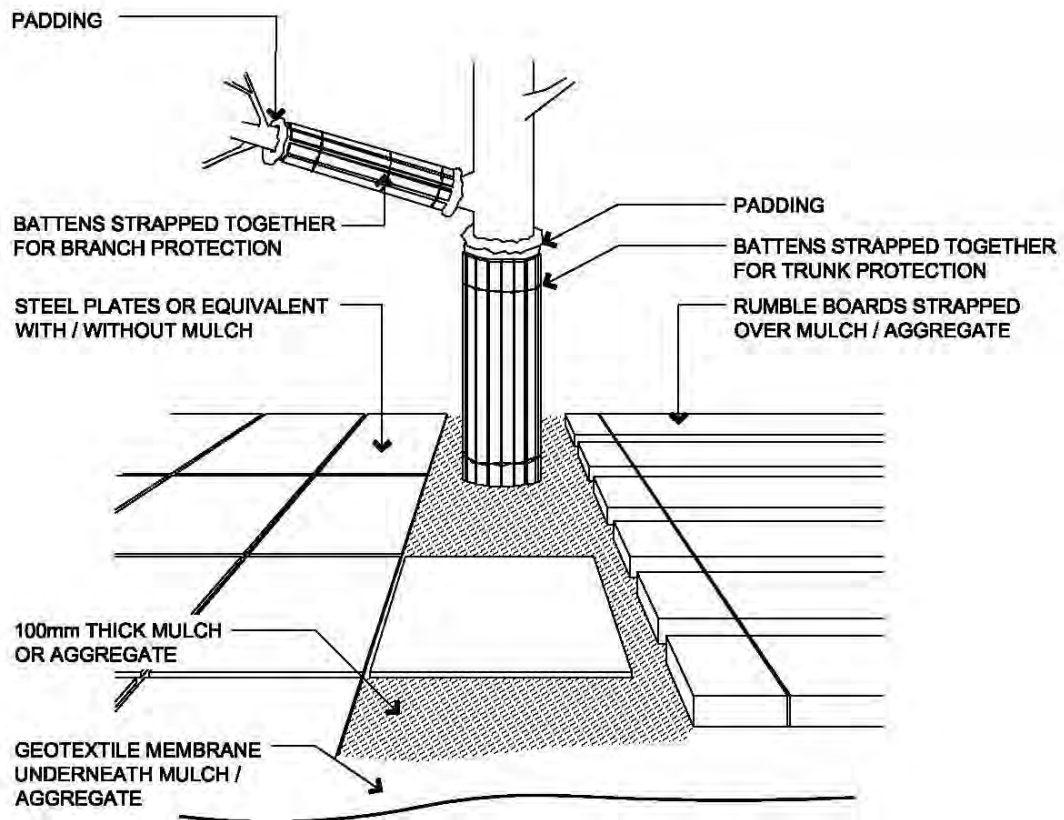 PADDING
BATTENS STRAPPED TOGETHER
FOR BRANCH PROTECTION
STEEL PLATES OR EQUIVALENT
WITH / WITHOUT MULCH
PADDING
BATTENS STRAPPED TOGETHER
FOR TRUNK PROTECTION
RUMBLE BOARDS STRAPPED
OVER MULCH / AGGREGATE
100mm THICK MULCH
OR AGGREGATE
GEOTEXTILE MEMBRANE
UNDERNEATH MULCH /
AGGREGATE